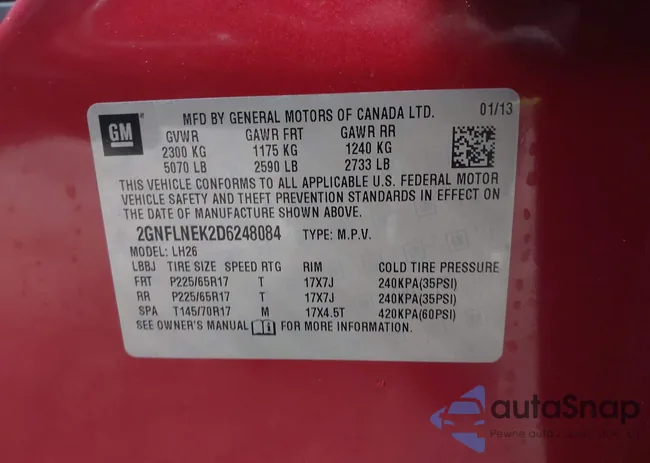 GM
MFD BY GENERAL MOTORS OF CANADA LTD. 01/13
GVWR GAWR FRT GAWR RR
2300 KG 1175 KG 1240 KG
5070 LB 2590 LB 2733 LB
THIS VEHICLE CONFORMS TO ALL APPLICABLE U.S. FEDERAL MOTOR
VEHICLE SAFETY AND THEFT PREVENTION STANDARDS IN EFFECT ON
THE DATE OF MANUFACTURE SHOWN ABOVE.
2GNFLNEK2D6248084 TYPE: M.P.V.
MODEL: LH26
LBBJ TIRE SIZE SPEED RTG RIM COLD TIRE PRESSURE
FRT P225/65R17 T 17X7J 240KPA(35PSI)
RR P225/65R17 T 17X7J 240KPA(35PSI)
SPA T145/70R17 M 17X4.5T 420KPA(60PSI)
SEE OWNER'S MANUAL FOR MORE INFORMATION.
autoSnap
Pewne auto